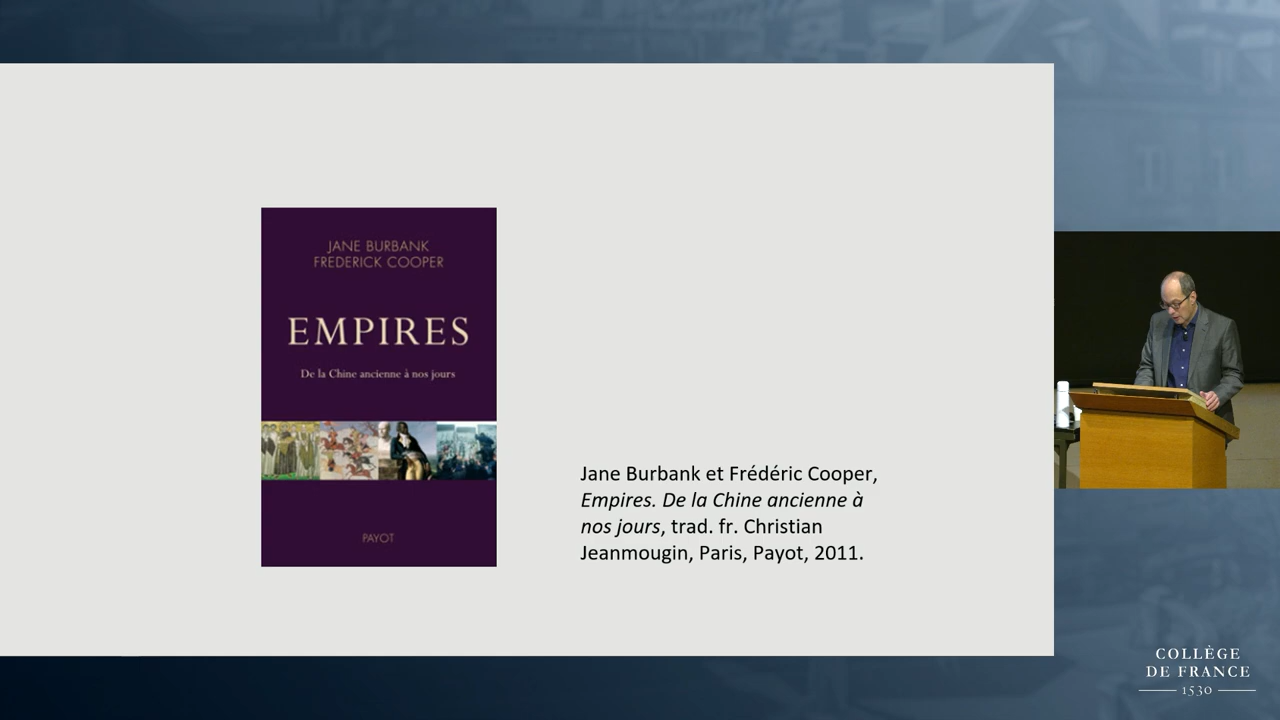 JANE BURBANK
FREDERICK COOPER
EMPIRES
De la Chine ancienne à nos jours
PAYOT
Jane Burbank et Frédéric Cooper,
Empires. De la Chine ancienne à
nos jours, trad. fr. Christian
Jeanmougin, Paris, Payot, 2011.
COLLÈGE
DE FRANCE
1530